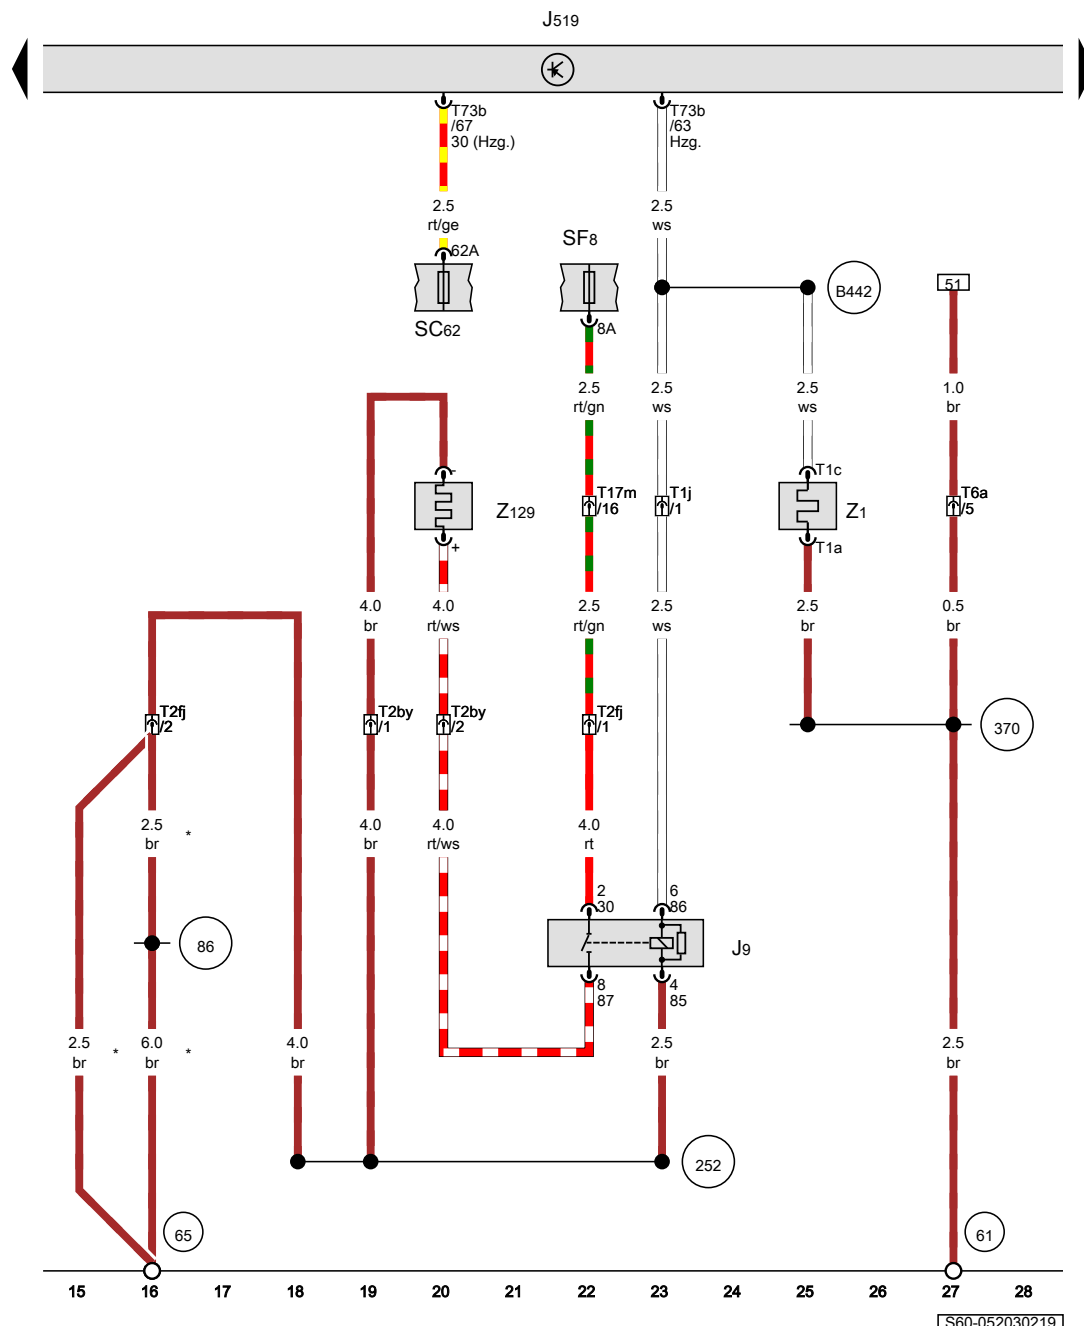 J519
T73b
/67
30 (Hzg.)
T73b
/63
Hzg.
2.5
rt/ge
2.5
ws
62A
SF8
SC62
8A
B442
51
2.5
rt/gn
2.5
ws
2.5
ws
1.0
br
-
T1c
T17m
/16
T1j
/1
T6a
/5
Z129
Z1
+
T1a
4.0
br
4.0
rt/ws
2.5
rt/gn
2.5
ws
2.5
br
0.5
br
T2fj
/2
T2by
/1
T2by
/2
T2fj
/1
370
2.5
br
*
4.0
br
4.0
rt/ws
4.0
rt
2
30
6
86
86
J9
8
87
4
85
2.5
br
*
6.0
br
*
4.0
br
2.5
br
2.5
br
252
65
61
15 16 17 18 19 20 21 22 23 24 25 26 27 28
S60-052030219